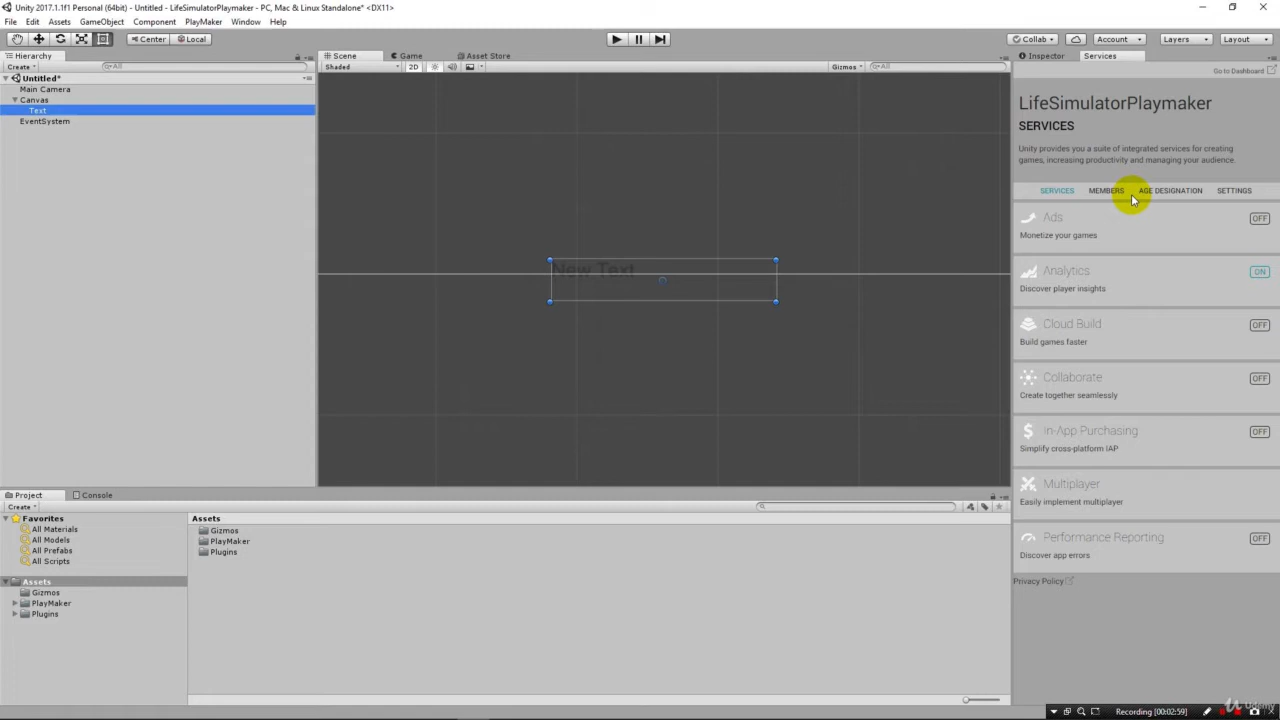 Unity 2017.1.1f1 Personal (64bit) - Untitled - LifeSimulatorPlaymaker - PC, Mac & Linux Standalone* <DX11>
File Edit Assets GameObject Component PlayMaker Window Help
Center Local
Collab Account Layers Layout
Hierarchy
Create All
Untitled*
Main Camera
Canvas
Text
EventSystem
Scene Game Asset Store
Shaded 2D Gizmos All
New Text
Inspector Services
Go to Dashboard
LifeSimulatorPlaymaker
SERVICES
Unity provides you a suite of integrated services for creating
games, increasing productivity and managing your audience.
SERVICES MEMBERS AGE DESIGNATION SETTINGS
Ads OFF
Monetize your games
Analytics ON
Discover player insights
Cloud Build OFF
Build games faster
Collaborate OFF
Create together seamlessly
In-App Purchasing OFF
Simplify cross-platform IAP
Multiplayer
Easily implement multiplayer
Performance Reporting OFF
Discover app errors
Privacy Policy
Project Console
Create
Favorites
All Materials
All Models
All Prefabs
All Scripts
Assets
Gizmos
PlayMaker
Plugins
Assets
Gizmos
PlayMaker
Plugins
Recording [00:02:59]
Udemy